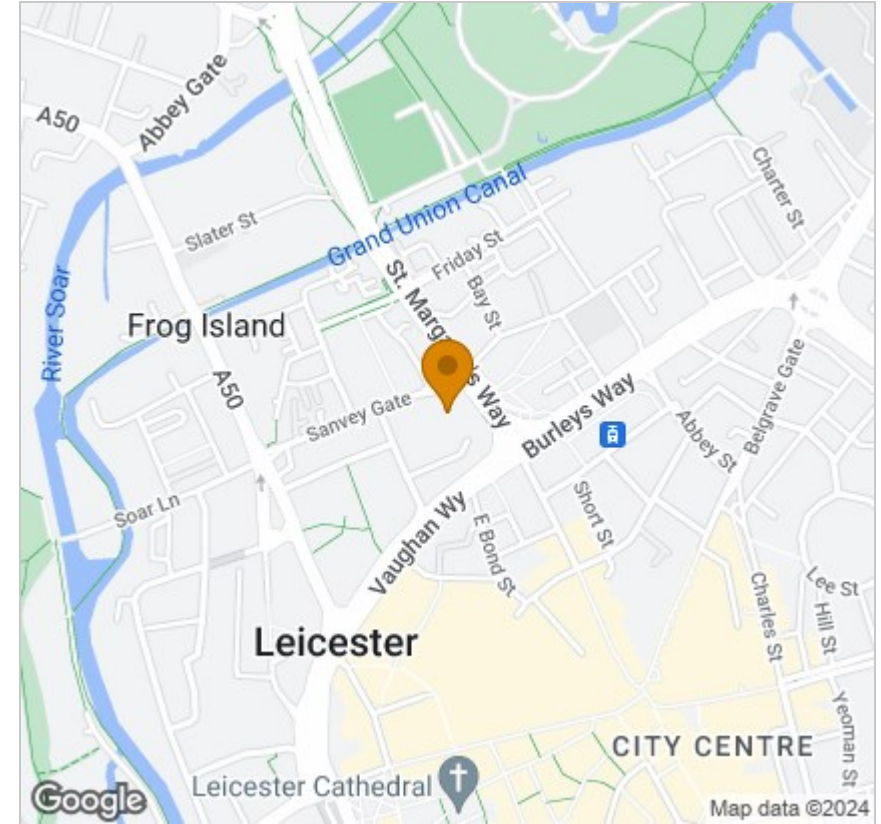 Abbey Gate
A50
Charter St
Slater St
Grand Union Canal
Friday St
Bay St
St. Marga
s Way
River Soar
Frog Island
A50
Sanvey Gate
Burleys Way
Belgrave Gate
Abbey St
Soar Ln
Vaughan Wy
E Bond St
Short St
Charles St
Lee St
Hill St
Yeoman St
Leicester
CITY CENTRE
Leicester Cathedral
Google
Map data ©2024